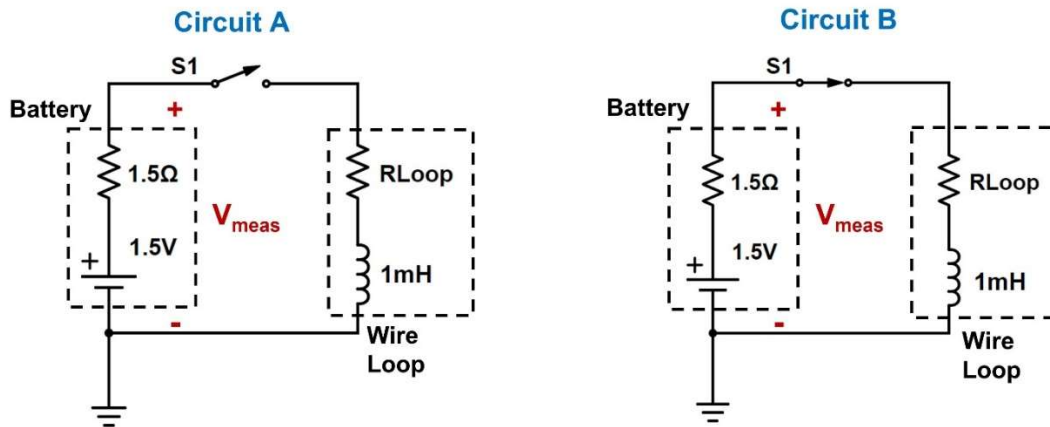 Circuit A
S1
Battery
+
1.5Ω
RLoop
Vmeas
1.5V
+
1mH
-
Wire
Loop
Circuit B
S1
Battery
+
1.5Ω
RLoop
Vmeas
1.5V
+
1mH
-
Wire
Loop